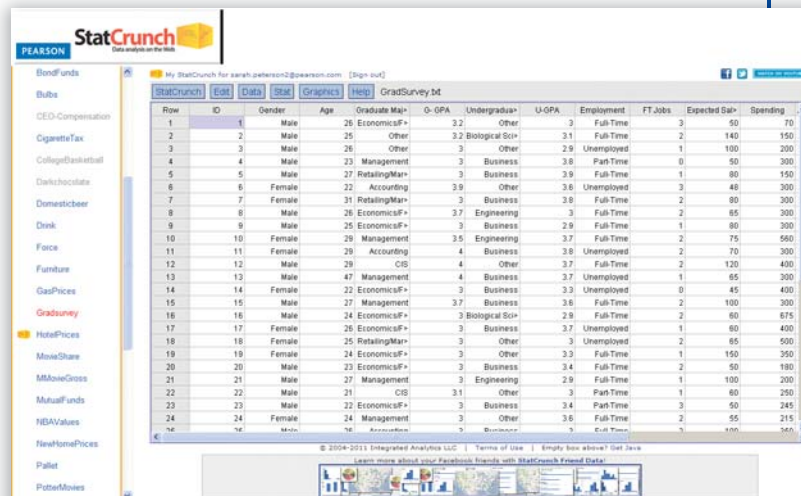 StatCrunch
Data analysis on the Web
PEARSON
BondFunds
Bulbs
CEO-Compensation
CigaretteTax
CollegeBasketball
Darkchocolate
Domesticbeer
Drink
Force
Furniture
GasPrices
Gradsurvey
HotelPrices
MovieShare
MMovieGross
MutualFunds
NBAValues
NewHomePrices
Pallet
PotterMovies
My StatCrunch for sarah.peterson2@pearson.com [Sign out]
StatCrunch Edit Data Stat Graphics Help GradSurvey.txt
Row ID Gender Age Graduate Maj> G- GPA Undergradua> U-GPA Employment FT Jobs Expected Sal> Spending
1 1 Male 26 Economics/F> 3.2 Other 3 Full-Time 3 50 70
2 2 Male 25 Other 3.2 Biological Sci> 3.1 Full-Time 2 140 150
3 3 Male 26 Other 3 Other 2.9 Unemployed 2 100 200
4 4 Male 23 Management 3 Business 3.8 Part-Time 0 50 300
5 5 Male 27 Retailing/Mar> 3 Business 3.9 Full-Time 1 80 150
6 6 Female 22 Accounting 3.9 Other 3.6 Unemployed 3 48 300
7 7 Female 31 Retailing/Mar> 3 Business 3.8 Full-Time 2 80 300
8 8 Male 26 Economics/F> 3.7 Engineering 3 Full-Time 2 65 300
9 9 Male 25 Economics/F> 3 Business 2.9 Full-Time 1 80 300
10 10 Female 29 Management 3.5 Engineering 3.7 Full-Time 2 75 560
11 11 Female 29 Accounting 4 Business 3.8 Unemployed 2 70 300
12 12 Male 29 CIS 4 Other 3.7 Full-Time 2 120 400
13 13 Male 47 Management 4 Business 3.7 Unemployed 1 65 300
14 14 Female 22 Economics/F> 3 Business 3.3 Unemployed 0 45 400
15 15 Male 27 Management 3.7 Business 3.6 Full-Time 2 100 300
16 16 Male 24 Economics/F> 3 Biological Sci> 2.9 Full-Time 2 60 675
17 17 Female 26 Economics/F> 3 Business 3.7 Unemployed 1 60 400
18 18 Female 25 Retailing/Mar> 3 Other 3 Unemployed 2 65 500
19 19 Female 24 Economics/F> 3 Other 3.3 Full-Time 1 150 350
20 20 Male 23 Economics/F> 3 Business 3.4 Full-Time 2 50 180
21 21 Male 27 Management 3 Engineering 2.9 Full-Time 1 100 200
22 22 Male 21 CIS 3.1 Other 3 Part-Time 1 60 250
23 23 Male 22 Economics/F> 3 Business 3.4 Part-Time 3 50 245
24 24 Female 24 Management 3 Other 3.6 Full-Time 2 55 215
© 2004-2011 Integrated Analytics LLC | Terms of Use | Empty box above? Get Java
Learn more about your Facebook friends with StatCrunch Friend Data!